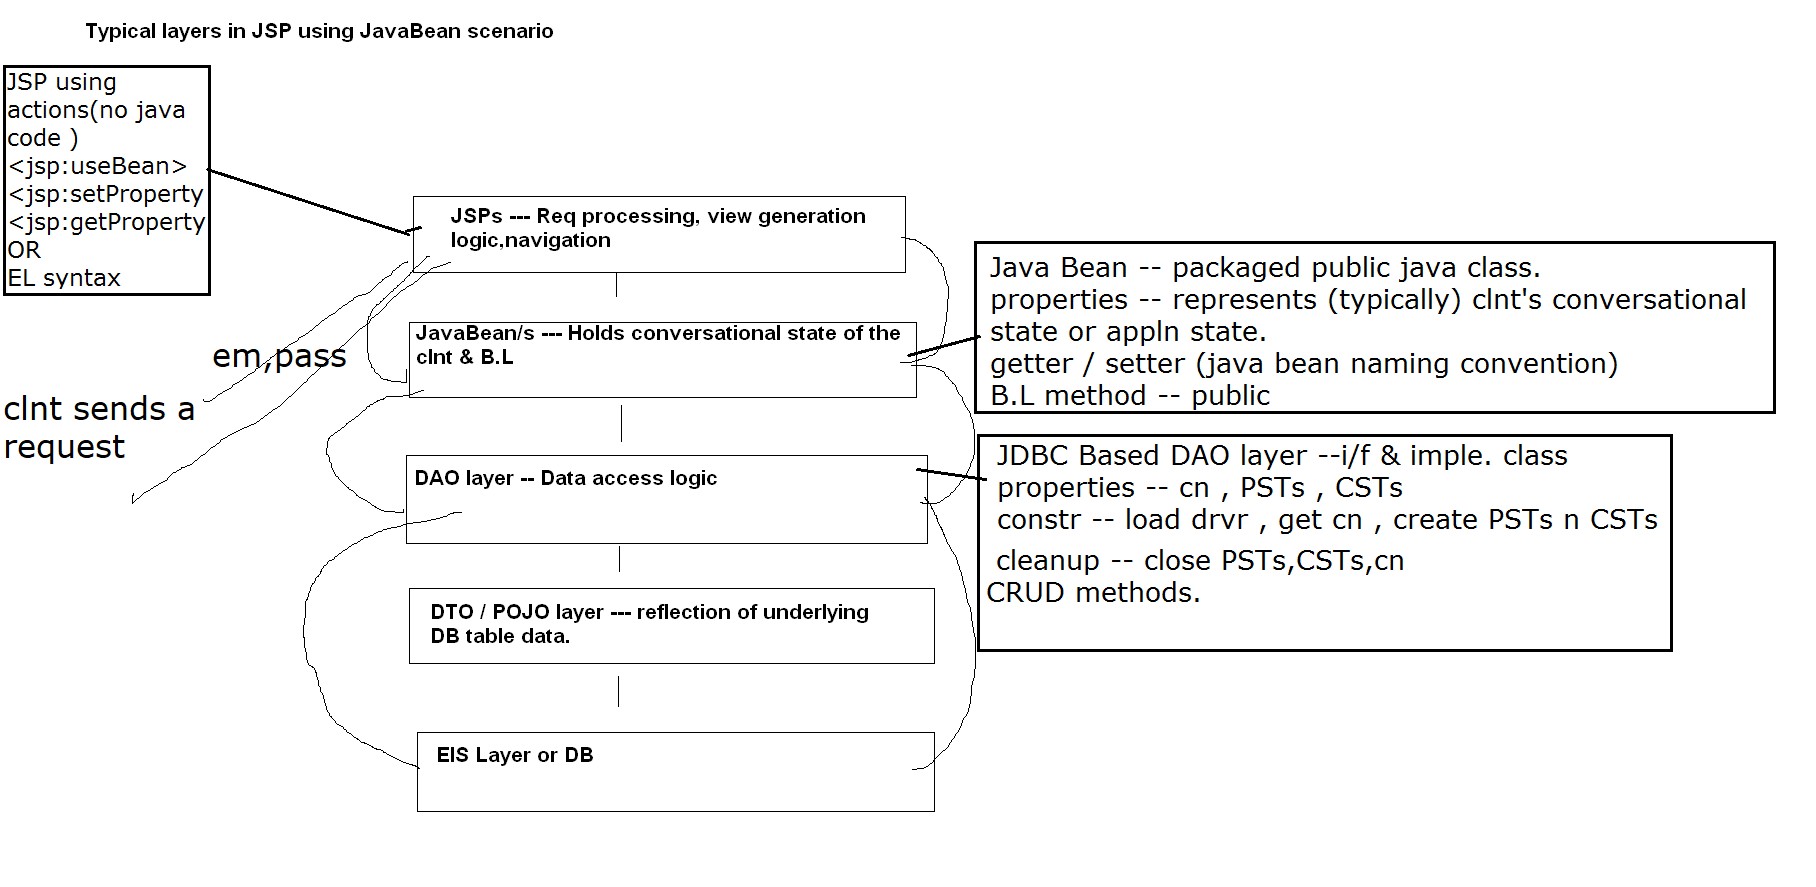 Typical layers in JSP using JavaBean scenario
JSP using
actions(no java
code )
<jsp:useBean>
<jsp:setProperty
<jsp:getProperty
OR
EL syntax
JSPs --- Req processing, view generation
logic,navigation
em,pass
clnt sends a
request
JavaBean/s --- Holds conversational state of the
clnt & B.L
Java Bean -- packaged public java class.
properties -- represents (typically) clnt's conversational
state or appln state.
getter / setter (java bean naming convention)
B.L method -- public
DAO layer -- Data access logic
JDBC Based DAO layer --i/f & imple. class
properties -- cn , PSTs , CSTs
constr -- load drvr , get cn , create PSTs n CSTs
cleanup -- close PSTs,CSTs,cn
CRUD methods.
DTO / POJO layer --- reflection of underlying
DB table data.
EIS Layer or DB